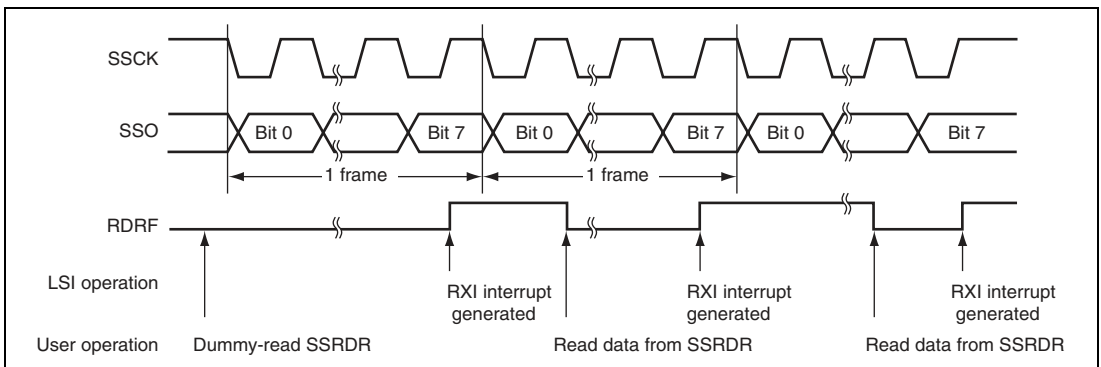 SSCK
SSO
Bit 0
Bit 7
Bit 0
Bit 7
Bit 0
Bit 7
1 frame
1 frame
RDRF
LSI operation
RXI interrupt
generated
RXI interrupt
generated
RXI interrupt
generated
User operation
Dummy-read SSRDR
Read data from SSRDR
Read data from SSRDR